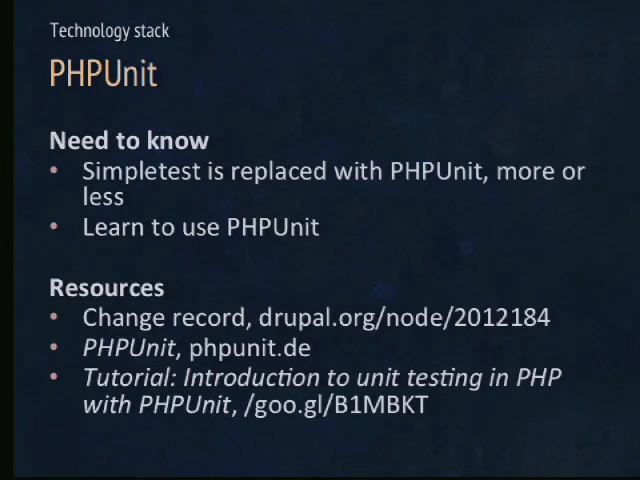 Technology stack
PHPUnit
Need to know
• Simpletest is replaced with PHPUnit, more or
less
• Learn to use PHPUnit
Resources
• Change record, drupal.org/node/2012184
• PHPUnit, phpunit.de
• Tutorial: Introduction to unit testing in PHP
with PHPUnit, /goo.gl/B1MBKT